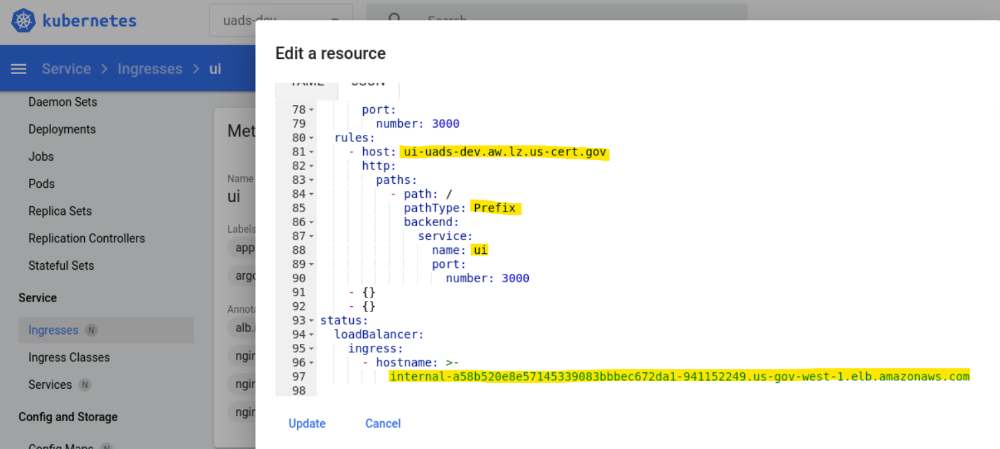 kubernetes
uads-dev
Search
Service > Ingresses > ui
Daemon Sets
Deployments
Jobs
Pods
Replica Sets
Replication Controllers
Stateful Sets
Service
Ingresses N
Ingress Classes
Services N
Config and Storage
Config Maps N
Met
Name
ui
Labels
app
argo
Annota
alb.i
ngin
ngin
ngin
Edit a resource
YAML JSON
78 port:
79 number: 3000
80 rules:
81 - host: ui-uads-dev.aw.lz.us-cert.gov
82 http:
83 paths:
84 - path: /
85 pathType: Prefix
86 backend:
87 service:
88 name: ui
89 port:
90 number: 3000
91 - {}
92 - {}
93 status:
94 loadBalancer:
95 ingress:
96 - hostname: >-
97 internal-a58b520e8e57145339083bbbec672da1-941152249.us-gov-west-1.elb.amazonaws.com
98
Update Cancel